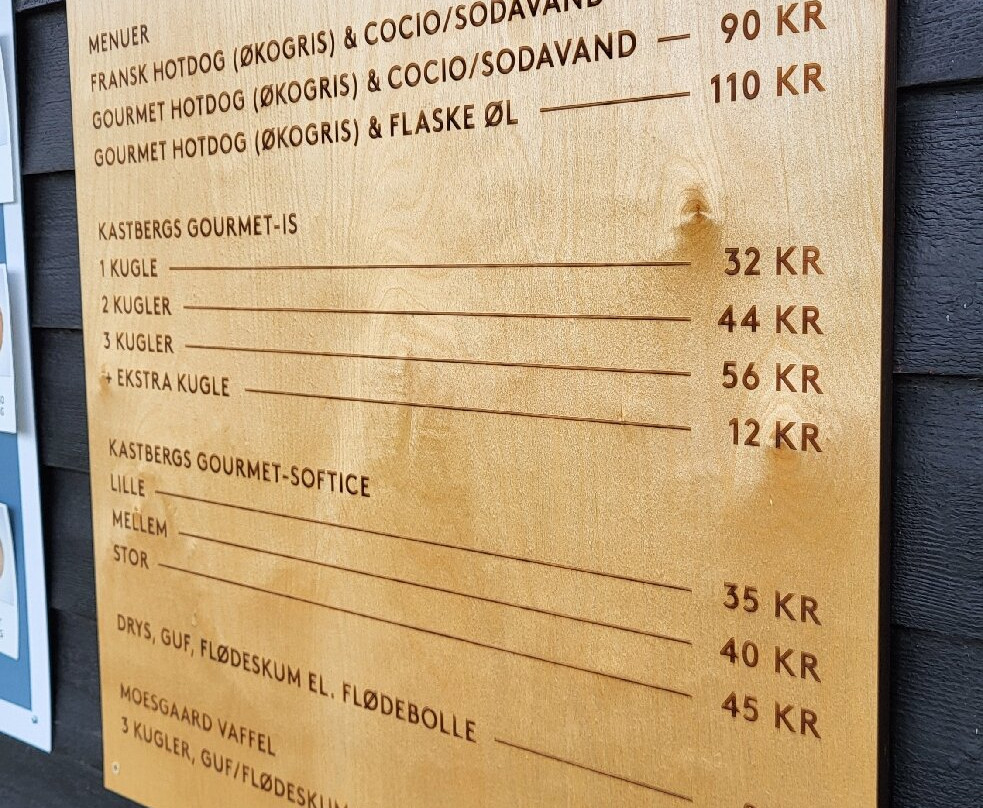 MENUER
FRANSK HOTDOG (ØKOGRIS) & COCIO/SODAVAND
GOURMET HOTDOG (ØKOGRIS) & COCIO/SODAVAND — 90 KR
GOURMET HOTDOG (ØKOGRIS) & FLASKE ØL — 110 KR
KASTBERGS GOURMET-IS
1 KUGLE — 32 KR
2 KUGLER — 44 KR
3 KUGLER — 56 KR
+ EKSTRA KUGLE — 12 KR
KASTBERGS GOURMET-SOFTICE
LILLE — 35 KR
MELLEM — 40 KR
STOR — 45 KR
DRYS, GUF, FLØDESKUM EL. FLØDEBOLLE —
MOESGAARD VAFFEL
3 KUGLER, GUF/FLØDESKUM